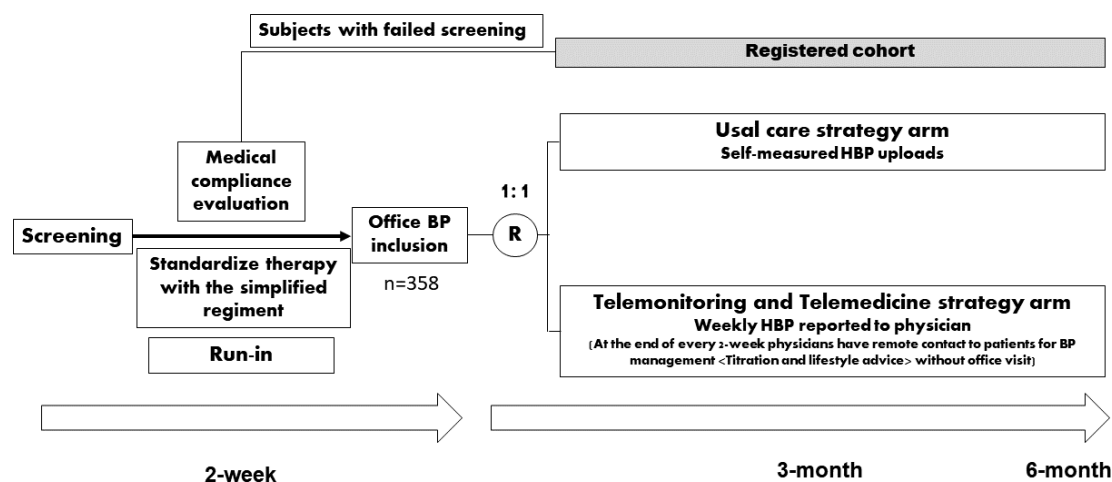 Subjects with failed screening
Registered cohort
Medical
compliance
evaluation
Usal care strategy arm
Self-measured HBP uploads
1: 1
Screening
Office BP
inclusion
R
n=358
Standardize therapy
with the simplified
regiment
Run-in
Telemonitoring and Telemedicine strategy arm
Weekly HBP reported to physician
(At the end of every 2-week physicians have remote contact to patients for BP
management <Titration and lifestyle advice> without office visit)
2-week
3-month
6-month